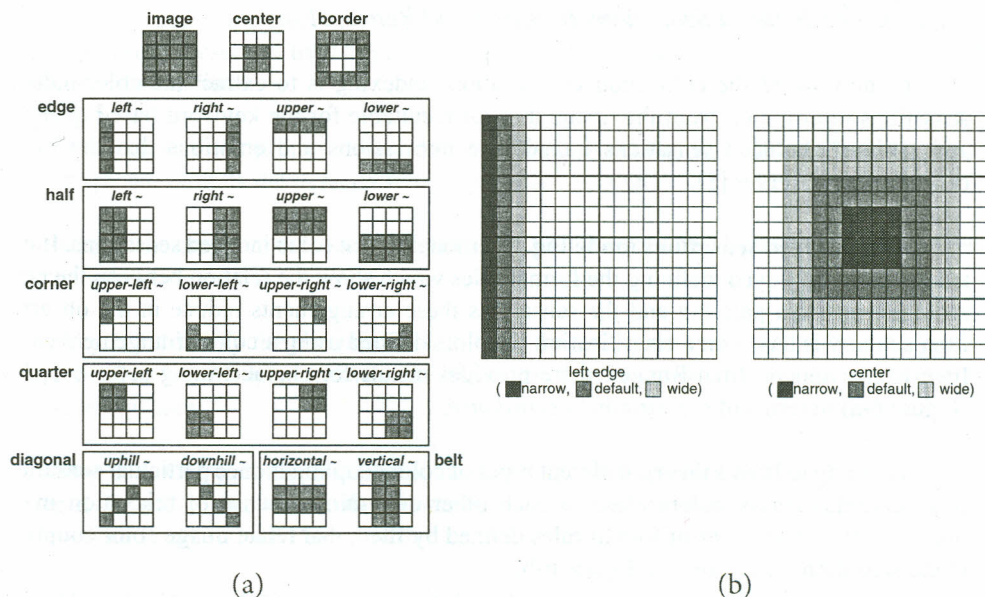 image center border
edge left ~ right ~ upper ~ lower ~
half left ~ right ~ upper ~ lower ~
corner upper-left ~ lower-left ~ upper-right ~ lower-right ~
quarter upper-left ~ lower-left ~ upper-right ~ lower-right ~
diagonal uphill ~ downhill ~ horizontal ~ vertical ~ belt
(a)
left edge
( narrow, default, wide)
center
( narrow, default, wide)
(b)